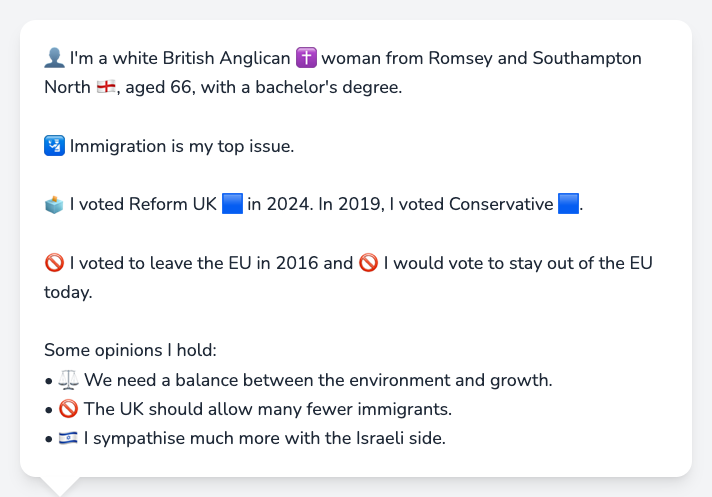 👤 I'm a white British Anglican ✝️ woman from Romsey and Southampton
North 🏴󠁧󠁢󠁥󠁮󠁧󠁿, aged 66, with a bachelor's degree.
🛂 Immigration is my top issue.
🗳️ I voted Reform UK 🟦 in 2024. In 2019, I voted Conservative 🟦.
🚫 I voted to leave the EU in 2016 and 🚫 I would vote to stay out of the EU
today.
Some opinions I hold:
• ⚖️ We need a balance between the environment and growth.
• 🚫 The UK should allow many fewer immigrants.
• 🇮🇱 I sympathise much more with the Israeli side.